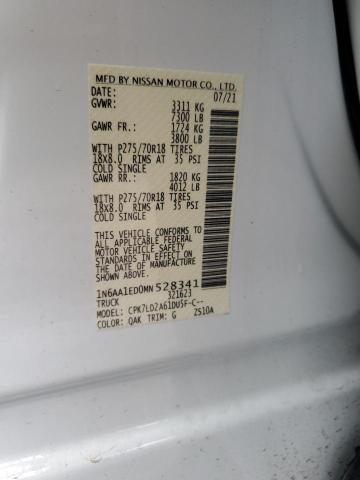 MFD BY NISSAN MOTOR CO., LTD.
DATE: 07/21
GVWR: 3311 KG
7300 LB
GAWR FR.: 1724 KG
3800 LB
WITH P275/70R18 TIRES
18X8.0 RIMS AT 35 PSI
COLD SINGLE
GAWR RR.: 1820 KG
4012 LB
WITH P275/70R18 TIRES
18X8.0 RIMS AT 35 PSI
COLD SINGLE
THIS VEHICLE CONFORMS TO
ALL APPLICABLE FEDERAL
MOTOR VEHICLE SAFETY
STANDARDS IN EFFECT ON
THE DATE OF MANUFACTURE
SHOWN ABOVE.
1N6AA1ED0MN528341
TRUCK 321623
MODEL: CPK7LD2A61DUSF-C--
COLOR: QAK TRIM: G ZS10A